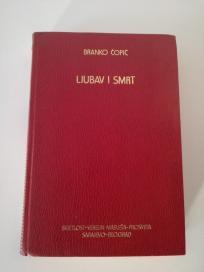 BRANKO ĆOPIĆ
LJUBAV I SMRT
SVJETLOST-VESELIN MASLEŠA-PROSVETA
SARAJEVO-BEOGRAD